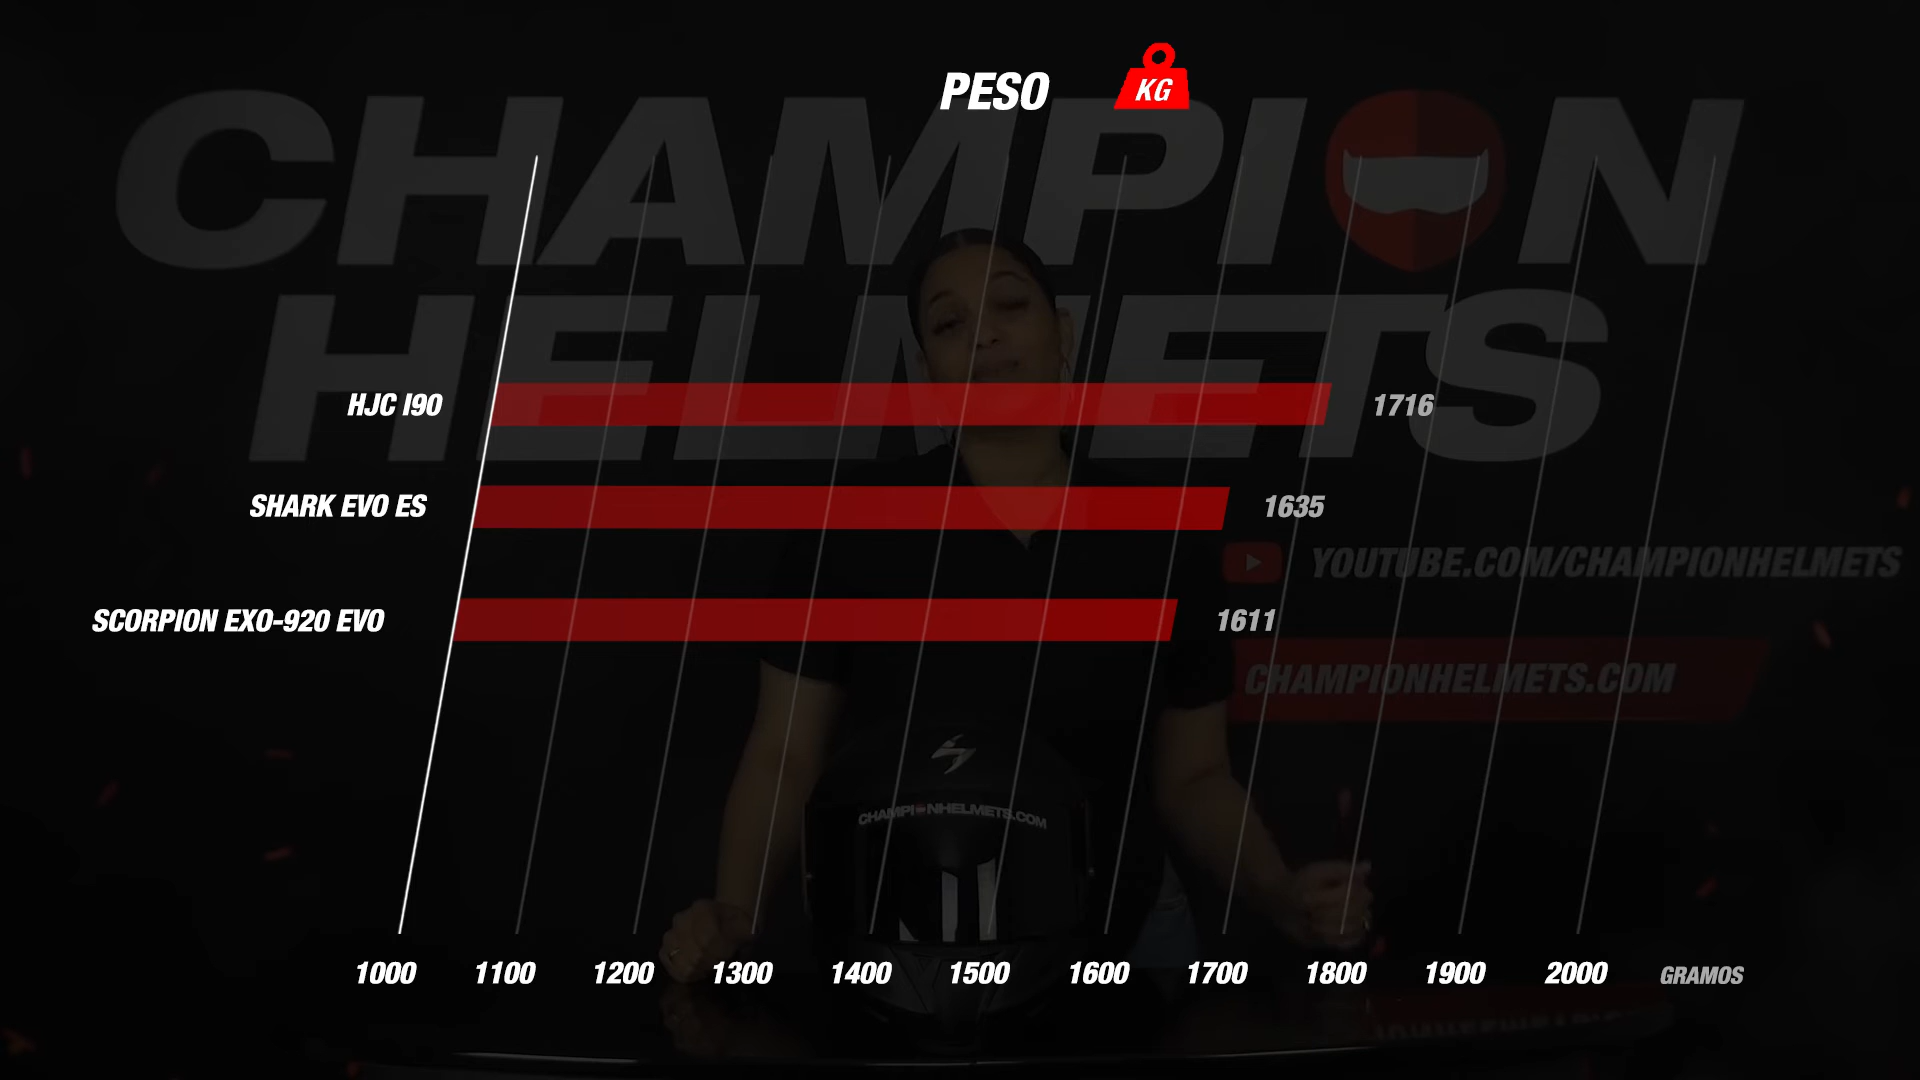 PESO
KG
CHAMPION
HELMETS
HJC I90
1716
SHARK EVO ES
1635
YOUTUBE.COM/CHAMPIONHELMETS
SCORPION EXO-920 EVO
1611
CHAMPIONHELMETS.COM
CHAMPIONHELMETS.COM
1000 1100 1200 1300 1400 1500 1600 1700 1800 1900 2000 GRAMOS